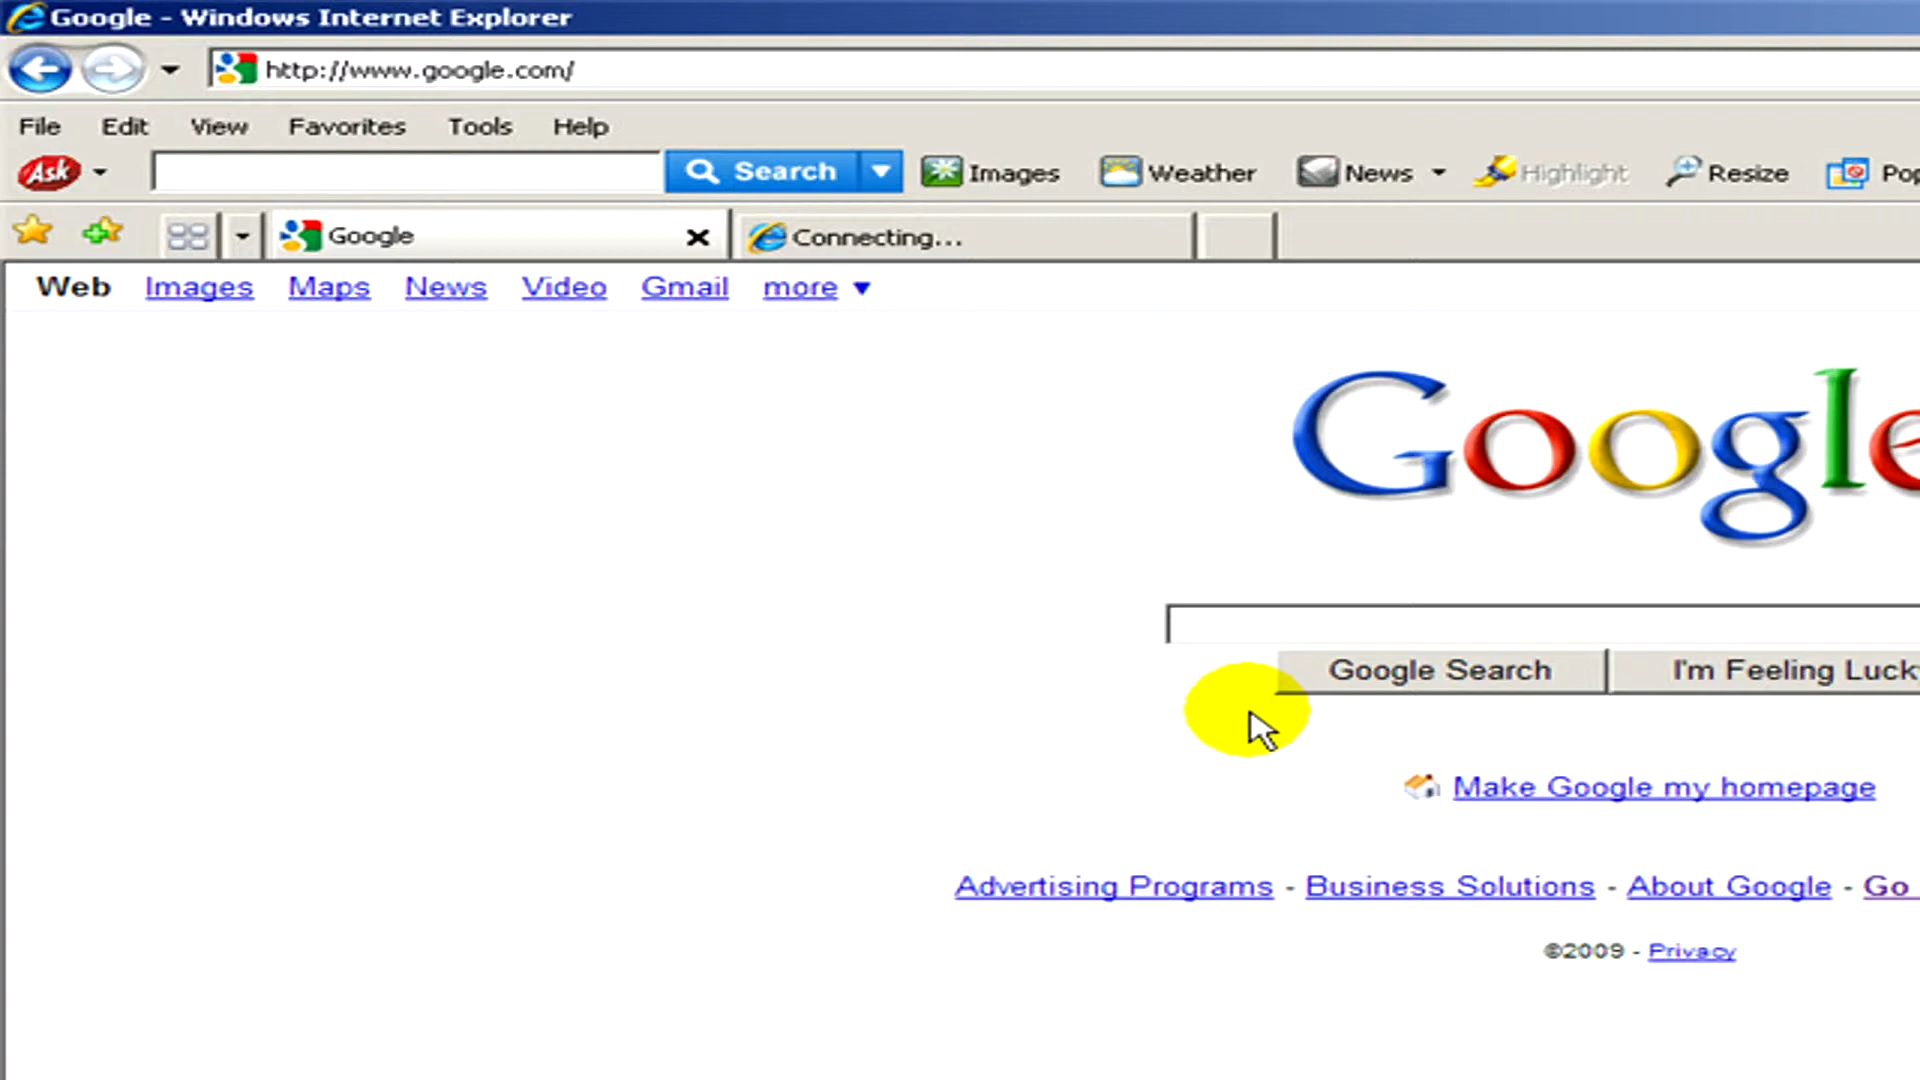 Google - Windows Internet Explorer
http://www.google.com/
File Edit View Favorites Tools Help
Ask Search Images Weather News Highlight Resize
Google Connecting...
Web Images Maps News Video Gmail more
Google
Google Search I'm Feeling
Make Google my homepage
Advertising Programs - Business Solutions - About Google - Go
©2009 - Privacy